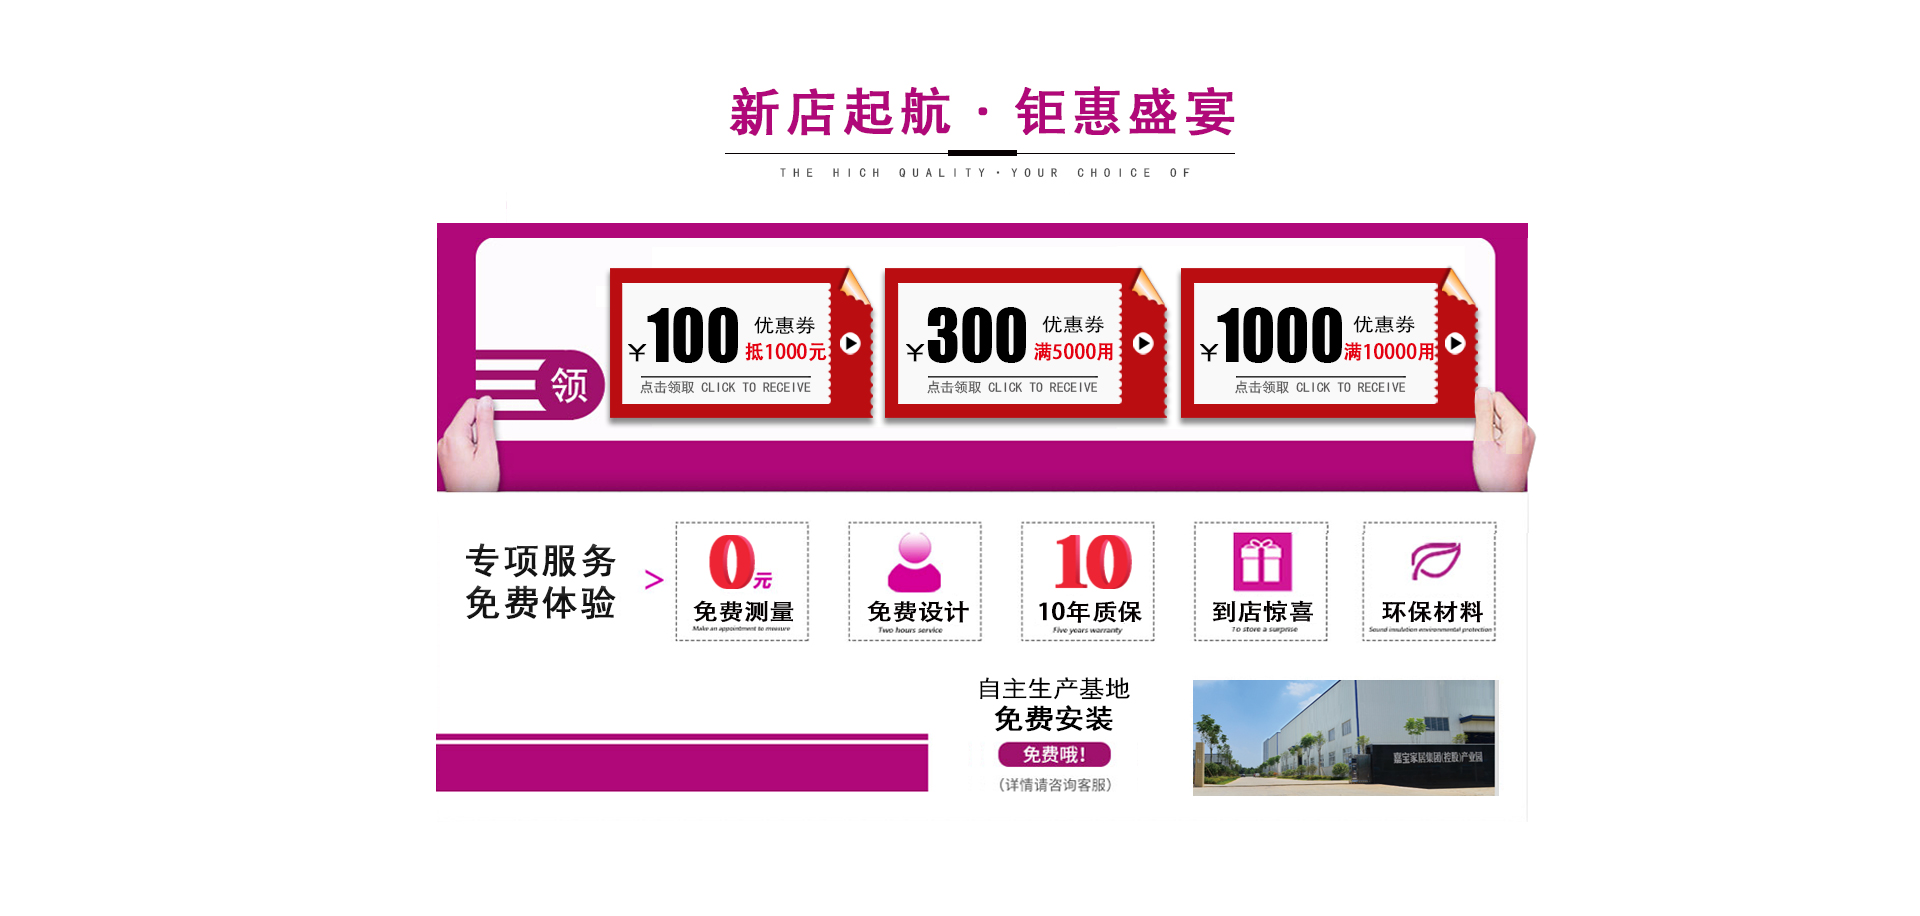 新店起航·钜惠盛宴
THE HICH QUALITY·YOUR CHOICE OF
领
¥100 优惠券
抵1000元
点击领取 CLICK TO RECEIVE
¥300 优惠券
满5000用
点击领取 CLICK TO RECEIVE
¥1000 优惠券
满10000用
点击领取 CLICK TO RECEIVE
专项服务
免费体验
>
0元
免费测量
Make an appointment to measure
免费设计
Two hours service
10
10年质保
Five years warranty
到店惊喜
To store a surprise
环保材料
Sound insulation environmental protection
自主生产基地
免费安装
免费哦!
(详情请咨询客服)
嘉宝家居集团(控股)产业园